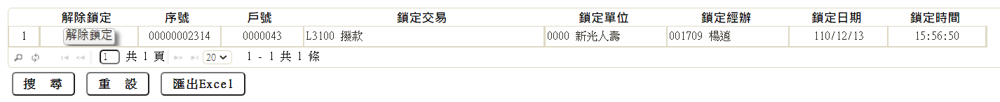 解除鎖定 序號 戶號 鎖定交易 鎖定單位 鎖定經辦 鎖定日期 鎖定時間
1 解除鎖定 00000002314 0000043 L3100 撥款 0000 新光人壽 001709 楊逍 110/12/13 15:56:50
1 共 1 頁 20 1 - 1 共 1 條
搜 尋 重 設 匯出Excel